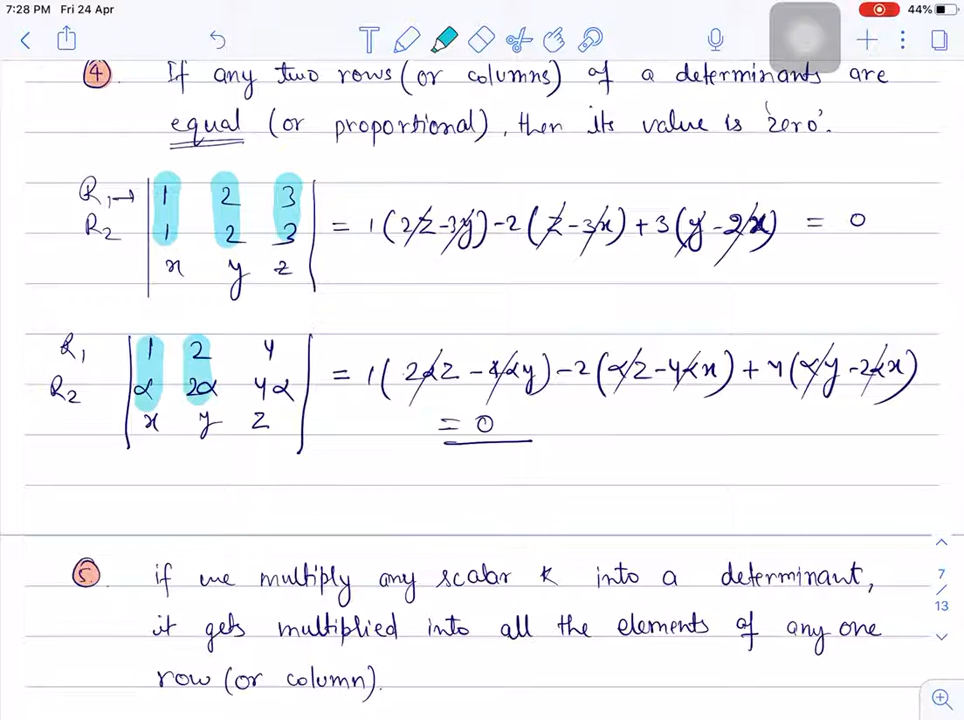 7:28 PM Fri 24 Apr 44%
④ If any two rows (or columns) of a determinants are
equal (or proportional), then its value is 'zero'.
R₁→ | 1 2 3 |
R₂ | 1 2 3 | = 1(2z-3y)-2(z-3x)+3(y-2x) = 0
| x y z |
R₁ | 1 2 4 |
R₂ | α 2α 4α | = 1(2αz-4αy)-2(αz-4αx)+4(αy-2αx)
| x y z | = 0
⑤ if we multiply any scalar K into a determinant,
it gets multiplied into all the elements of any one
row (or column).
7
/
13